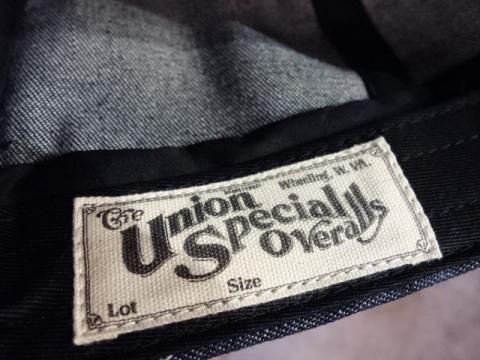 Wheeling, W. VA.
The Union
Special
Overalls
Lot
Size